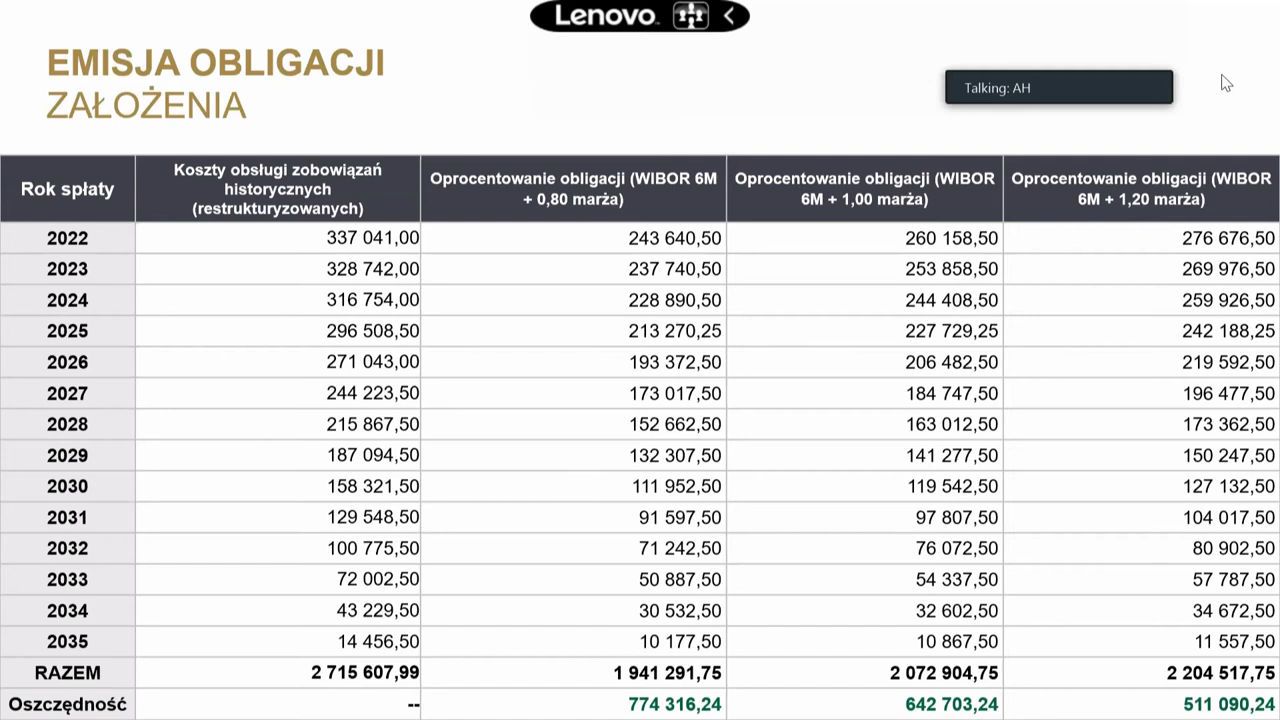 Lenovo
EMISJA OBLIGACJI
ZAŁOŻENIA
Talking: AH
Rok spłaty
Koszty obsługi zobowiązań
historycznych
(restrukturyzowanych)
Oprocentowanie obligacji (WIBOR 6M
+ 0,80 marża)
Oprocentowanie obligacji (WIBOR
6M + 1,00 marża)
Oprocentowanie obligacji (WIBOR
6M + 1,20 marża)
2022 337 041,00 243 640,50 260 158,50 276 676,50
2023 328 742,00 237 740,50 253 858,50 269 976,50
2024 316 754,00 228 890,50 244 408,50 259 926,50
2025 296 508,50 213 270,25 227 729,25 242 188,25
2026 271 043,00 193 372,50 206 482,50 219 592,50
2027 244 223,50 173 017,50 184 747,50 196 477,50
2028 215 867,50 152 662,50 163 012,50 173 362,50
2029 187 094,50 132 307,50 141 277,50 150 247,50
2030 158 321,50 111 952,50 119 542,50 127 132,50
2031 129 548,50 91 597,50 97 807,50 104 017,50
2032 100 775,50 71 242,50 76 072,50 80 902,50
2033 72 002,50 50 887,50 54 337,50 57 787,50
2034 43 229,50 30 532,50 32 602,50 34 672,50
2035 14 456,50 10 177,50 10 867,50 11 557,50
RAZEM 2 715 607,99 1 941 291,75 2 072 904,75 2 204 517,75
Oszczędność -- 774 316,24 642 703,24 511 090,24